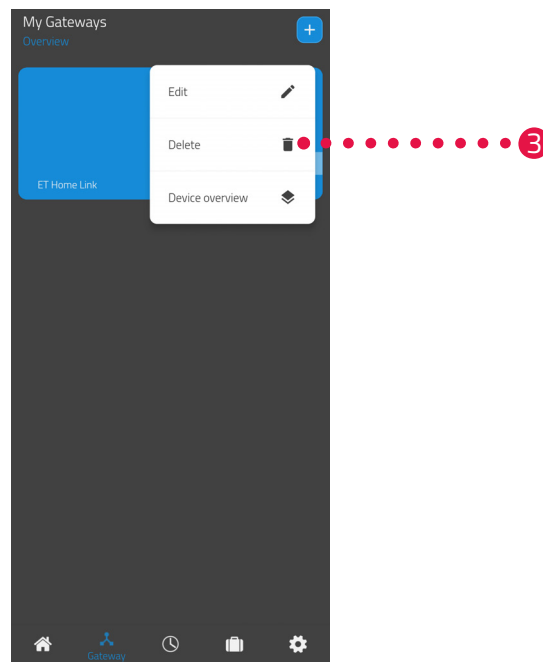 My Gateways
Overview
+
Edit
Delete
3
ET Home Link
Device overview
Gateway